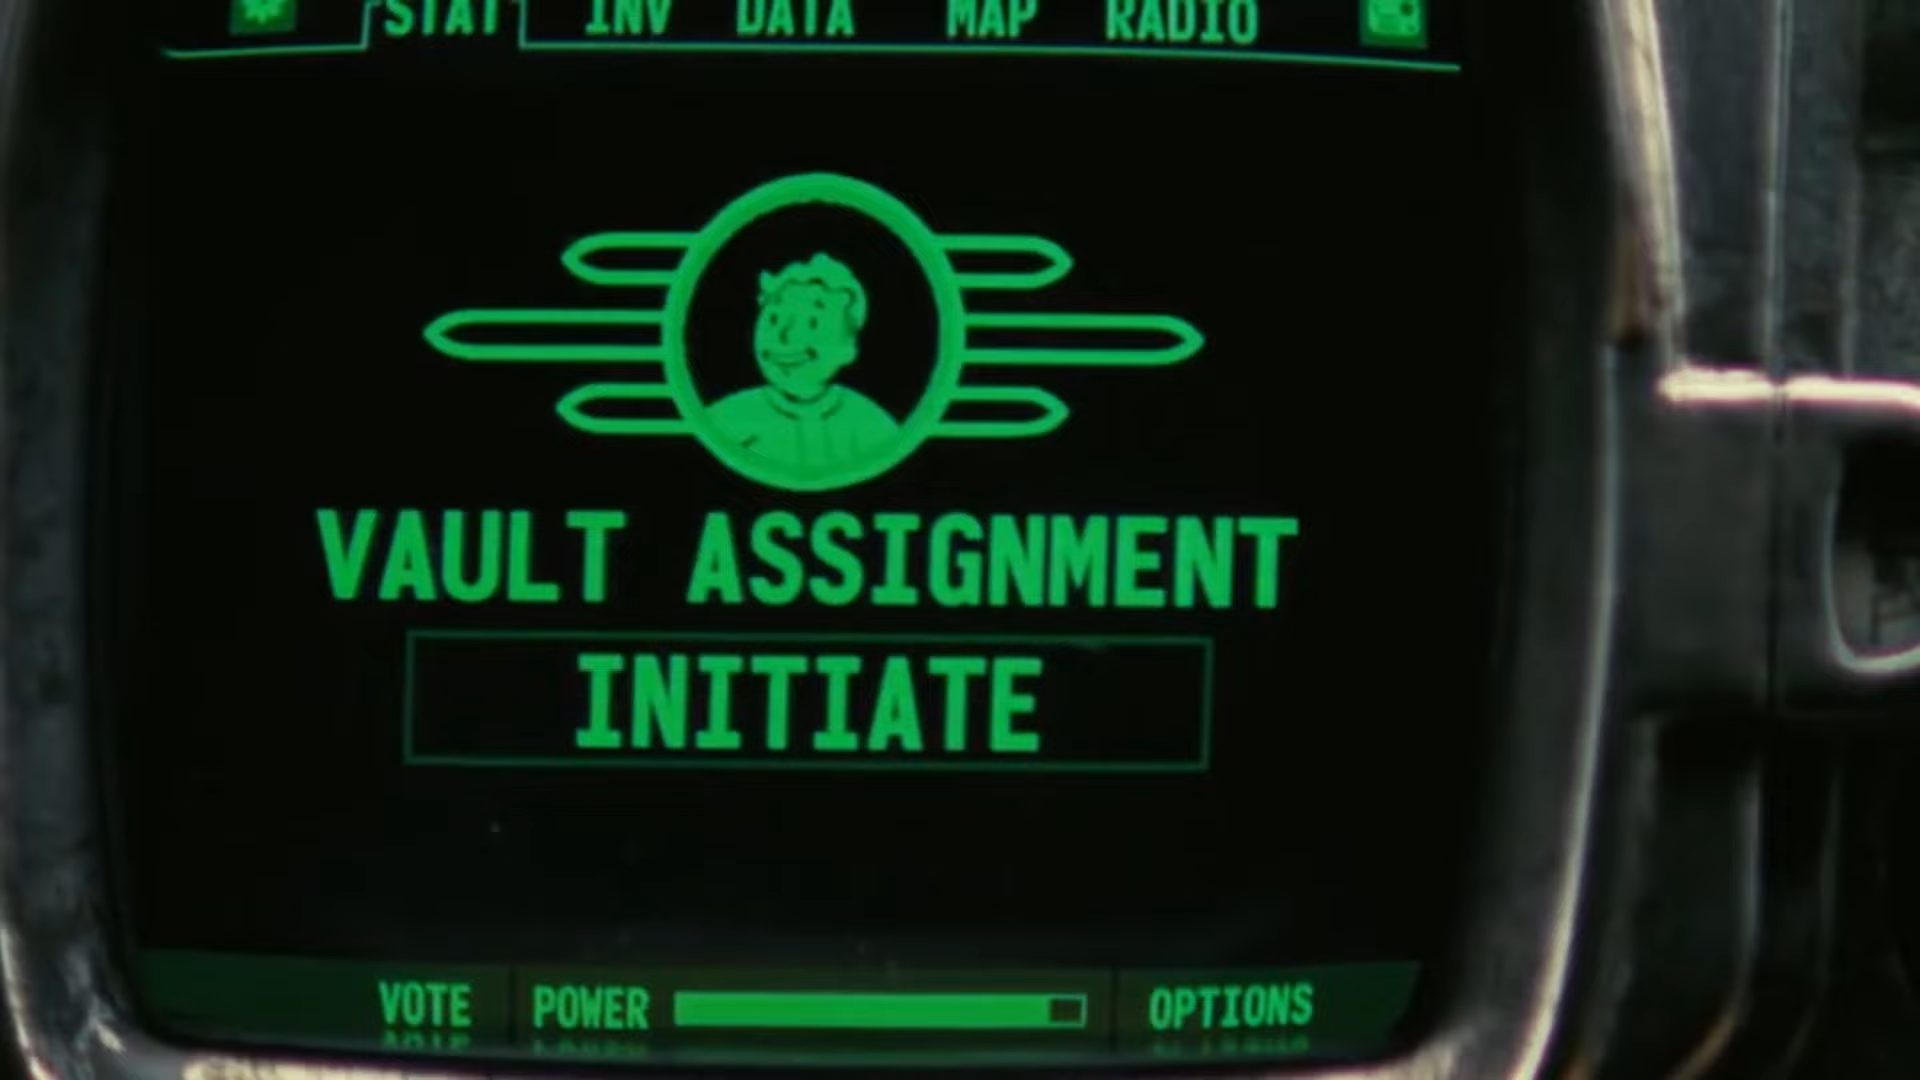 STAT INV DATA MAP RADIO
VAULT ASSIGNMENT
INITIATE
VOTE POWER OPTIONS